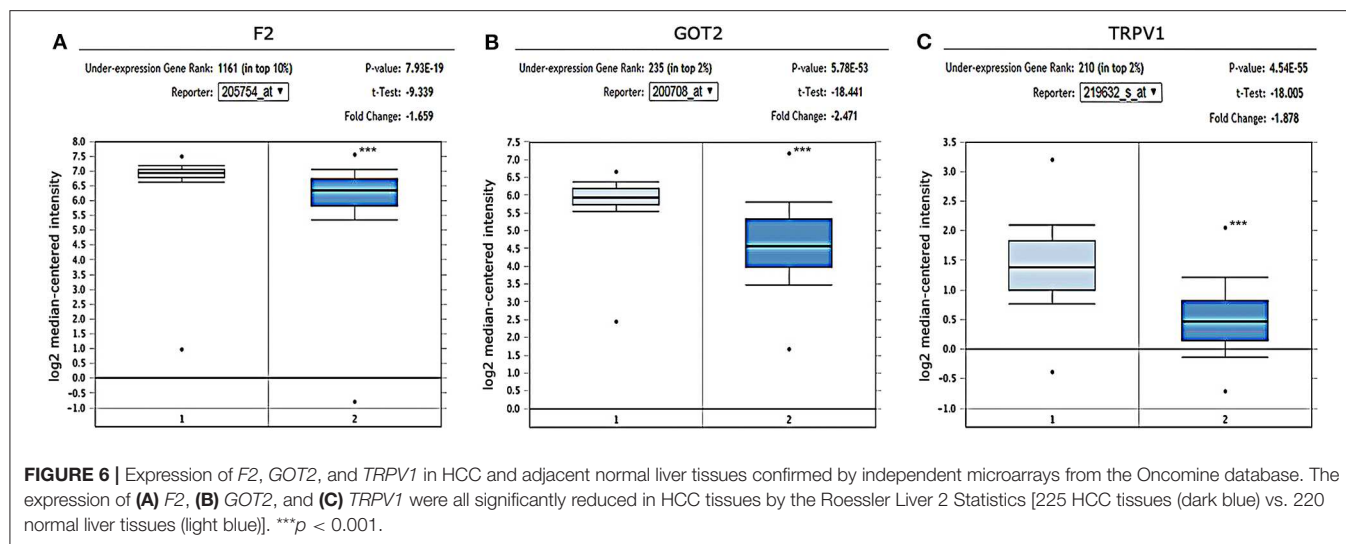 A F2
Under-expression Gene Rank: 1161 (in top 10%) P-value: 7.93E-19
Reporter: 205754_at ▼ t-Test: -9.339
Fold Change: -1.659
log2 median-centered intensity
8.0
7.5
7.0
6.5
6.0
5.5
5.0
4.5
4.0
3.5
3.0
2.5
2.0
1.5
1.0
0.5
0.0
-0.5
-1.0
***
1 2
B GOT2
Under-expression Gene Rank: 235 (in top 2%) P-value: 5.78E-53
Reporter: 200708_at ▼ t-Test: -18.441
Fold Change: -2.471
log2 median-centered intensity
7.5
7.0
6.5
6.0
5.5
5.0
4.5
4.0
3.5
3.0
2.5
2.0
1.5
1.0
0.5
0.0
***
1 2
C TRPV1
Under-expression Gene Rank: 210 (in top 2%) P-value: 4.54E-55
Reporter: 219632_s_at ▼ t-Test: -18.005
Fold Change: -1.878
log2 median-centered intensity
3.5
3.0
2.5
2.0
1.5
1.0
0.5
0.0
-0.5
-1.0
***
1 2
FIGURE 6 | Expression of F2, GOT2, and TRPV1 in HCC and adjacent normal liver tissues confirmed by independent microarrays from the Oncomine database. The
expression of (A) F2, (B) GOT2, and (C) TRPV1 were all significantly reduced in HCC tissues by the Roessler Liver 2 Statistics [225 HCC tissues (dark blue) vs. 220
normal liver tissues (light blue)]. ***p < 0.001.